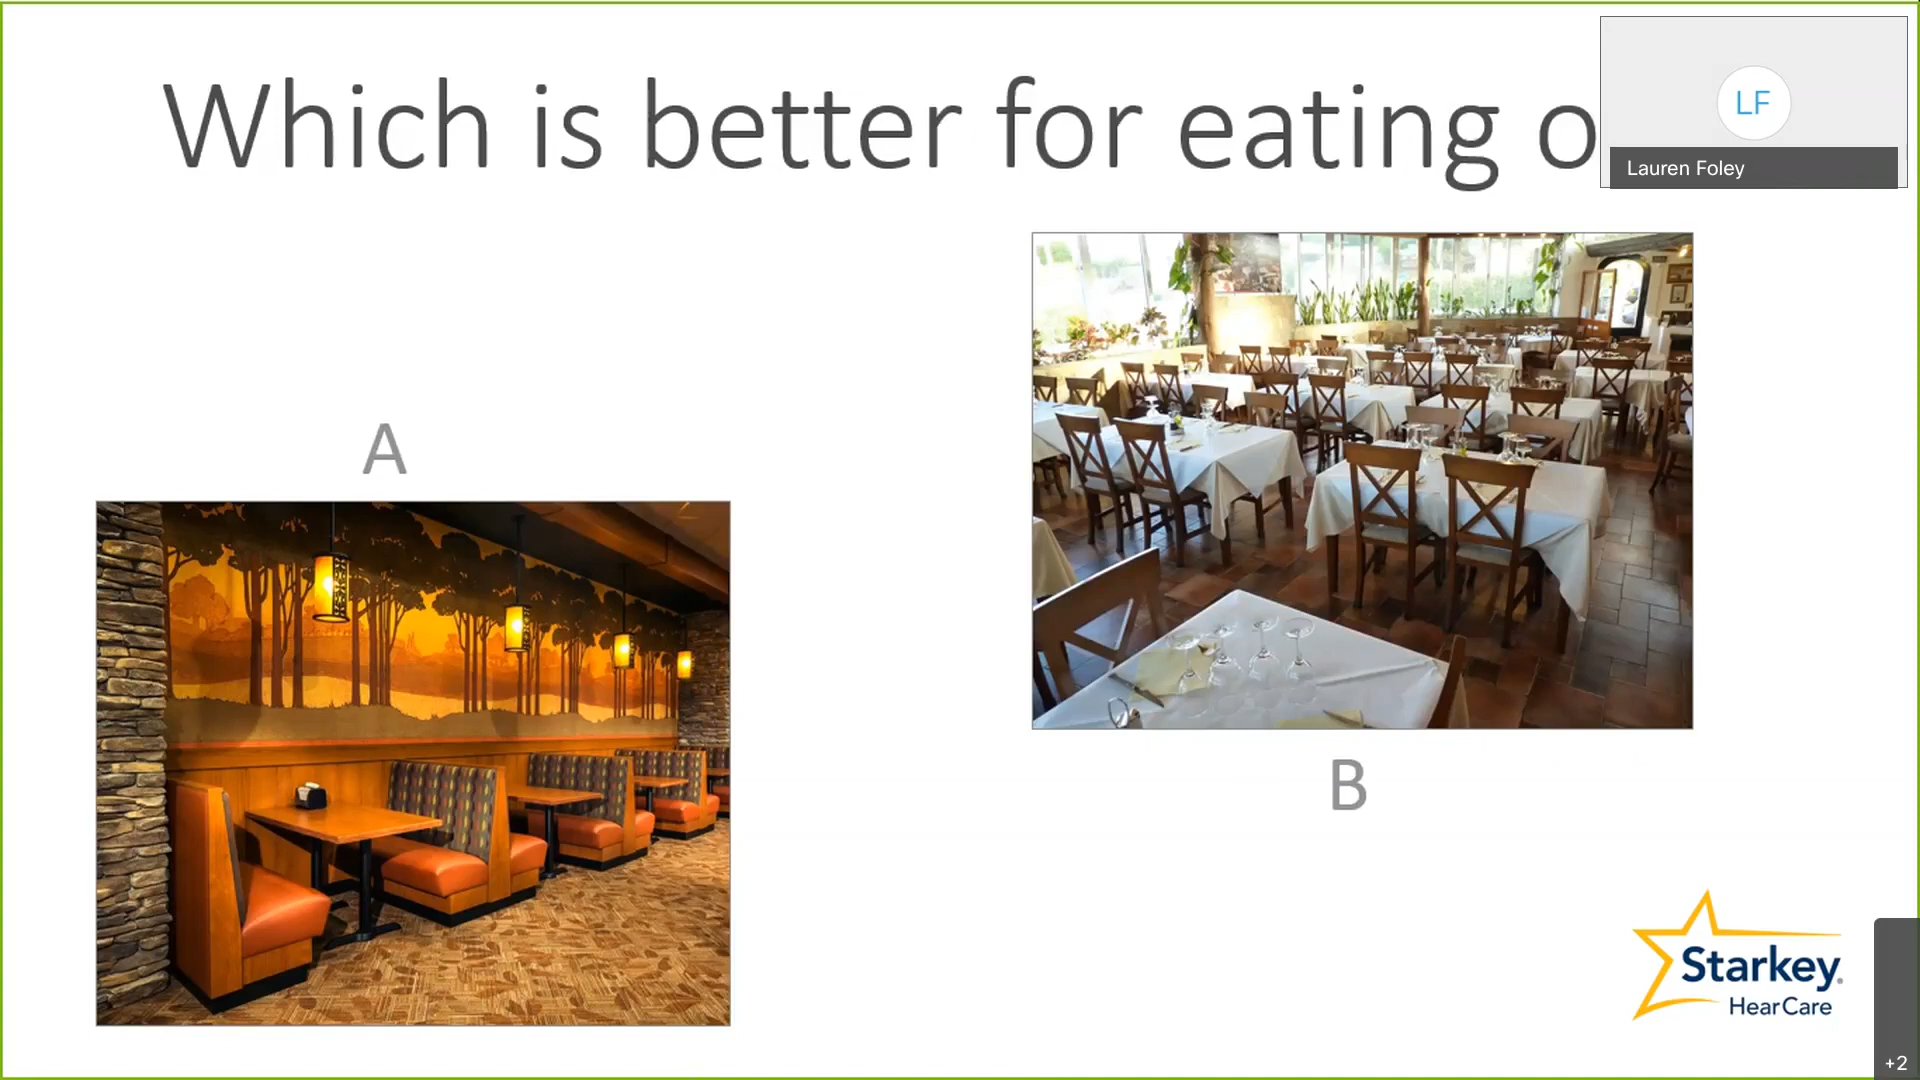 Which is better for eating o
LF
Lauren Foley
A
B
Starkey
HearCare
+2